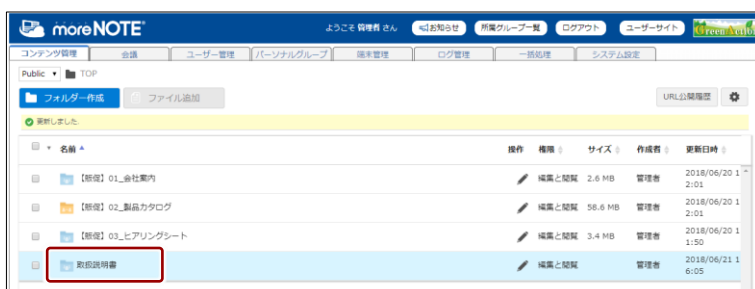 moreNOTE
ようこそ 管理者 さん
お知らせ
所属グループ一覧
ログアウト
ユーザーサイト
コンテンツ管理
会議
ユーザー管理
パーソナルグループ
端末管理
ログ管理
一括処理
システム設定
Public
TOP
フォルダー作成
ファイル追加
URL公開履歴
更新しました
名前
操作
権限
サイズ
作成者
更新日時
【販促】01_会社案内
編集と閲覧
2.6 MB
管理者
2018/06/20 1
2:01
【販促】02_製品カタログ
編集と閲覧
58.6 MB
管理者
2018/06/20 1
2:01
【販促】03_ヒアリングシート
編集と閲覧
3.4 MB
管理者
2018/06/20 1
1:50
取扱説明書
編集と閲覧
管理者
2018/06/21 1
6:05